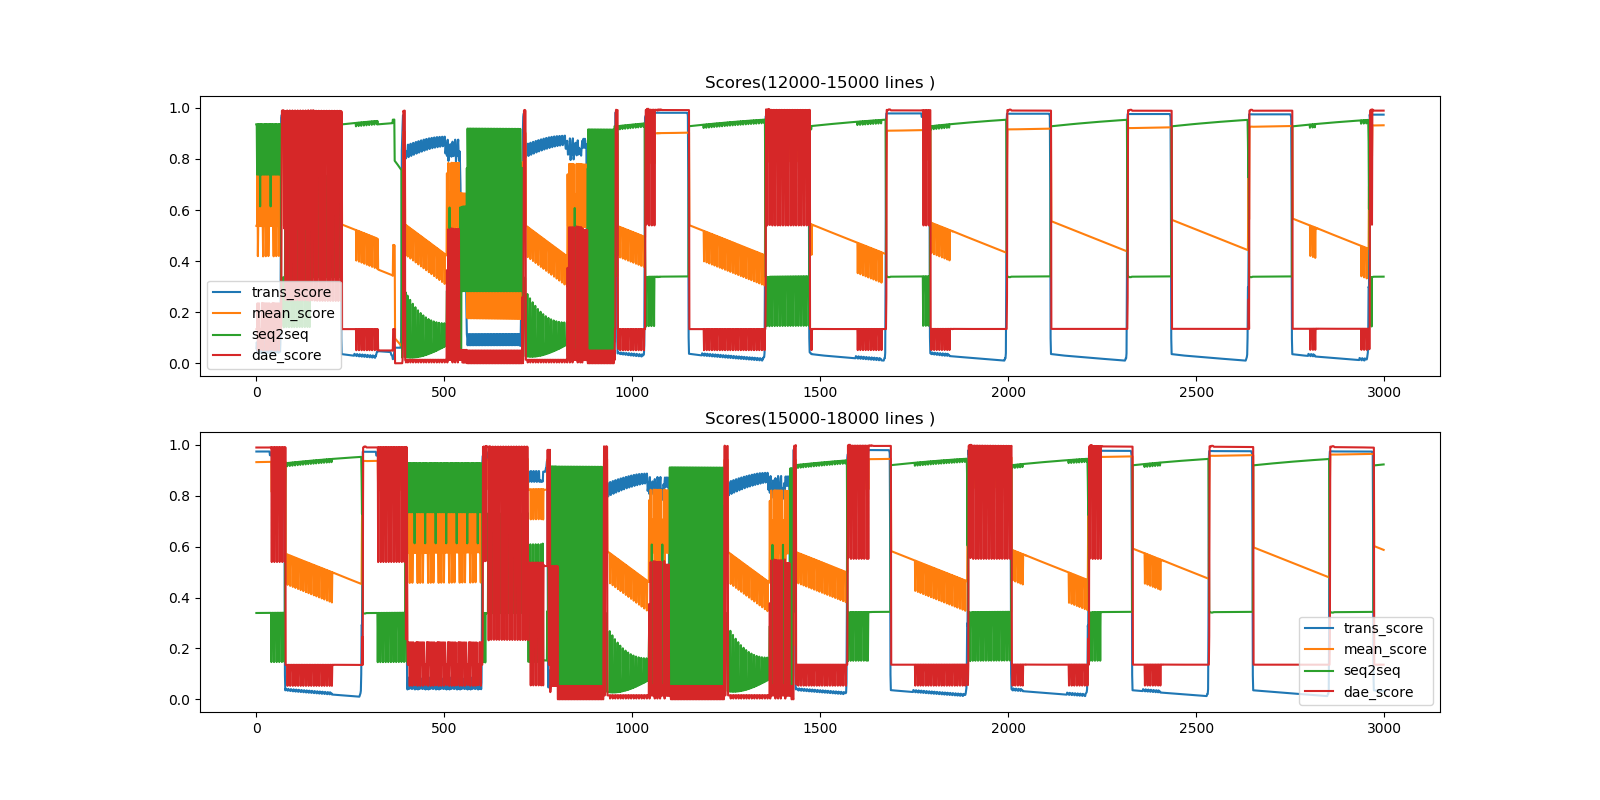 Scores(12000-15000 lines )
1.0
0.8
0.6
0.4
0.2
0.0
trans_score
mean_score
seq2seq
dae_score
0 500 1000 1500 2000 2500 3000
Scores(15000-18000 lines )
1.0
0.8
0.6
0.4
0.2
0.0
trans_score
mean_score
seq2seq
dae_score
0 500 1000 1500 2000 2500 3000